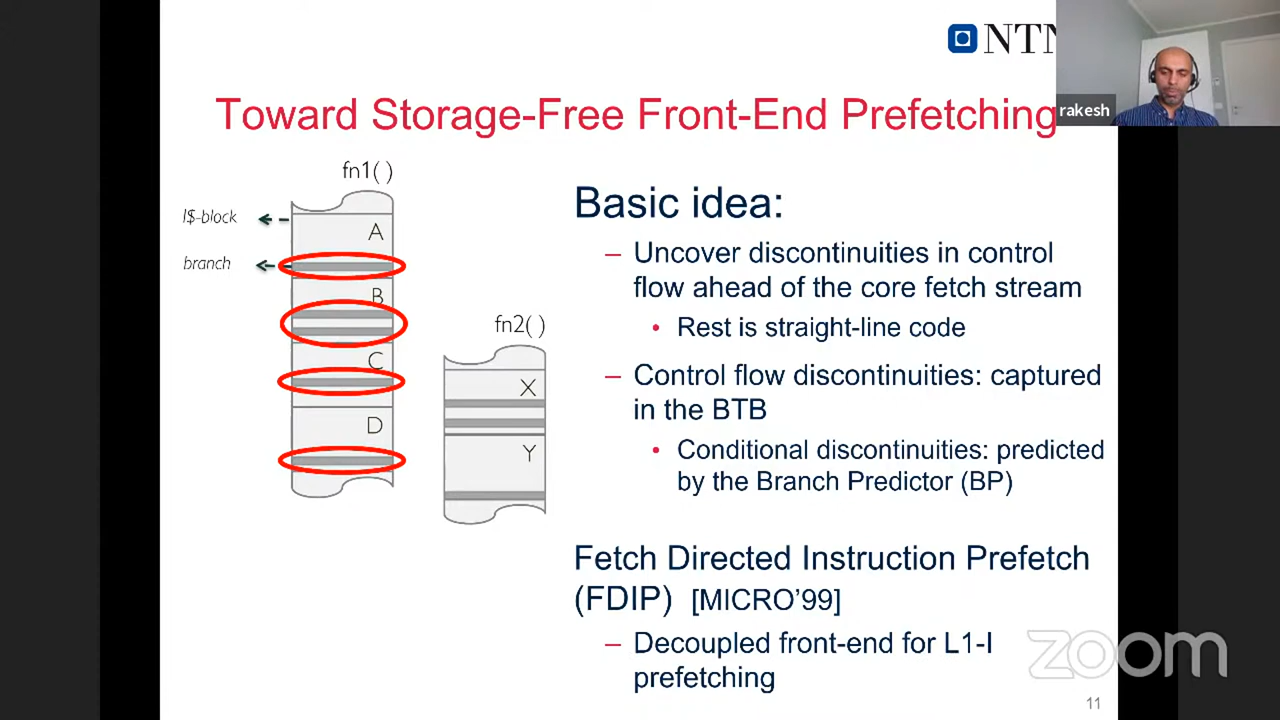 NTN
rakesh
Toward Storage-Free Front-End Prefetching
fn1( )
I$-block
A
branch
B
C
D
fn2( )
X
Y
Basic idea:
– Uncover discontinuities in control
flow ahead of the core fetch stream
• Rest is straight-line code
– Control flow discontinuities: captured
in the BTB
• Conditional discontinuities: predicted
by the Branch Predictor (BP)
Fetch Directed Instruction Prefetch
(FDIP) [MICRO'99]
– Decoupled front-end for L1-I
prefetching
zoom
11